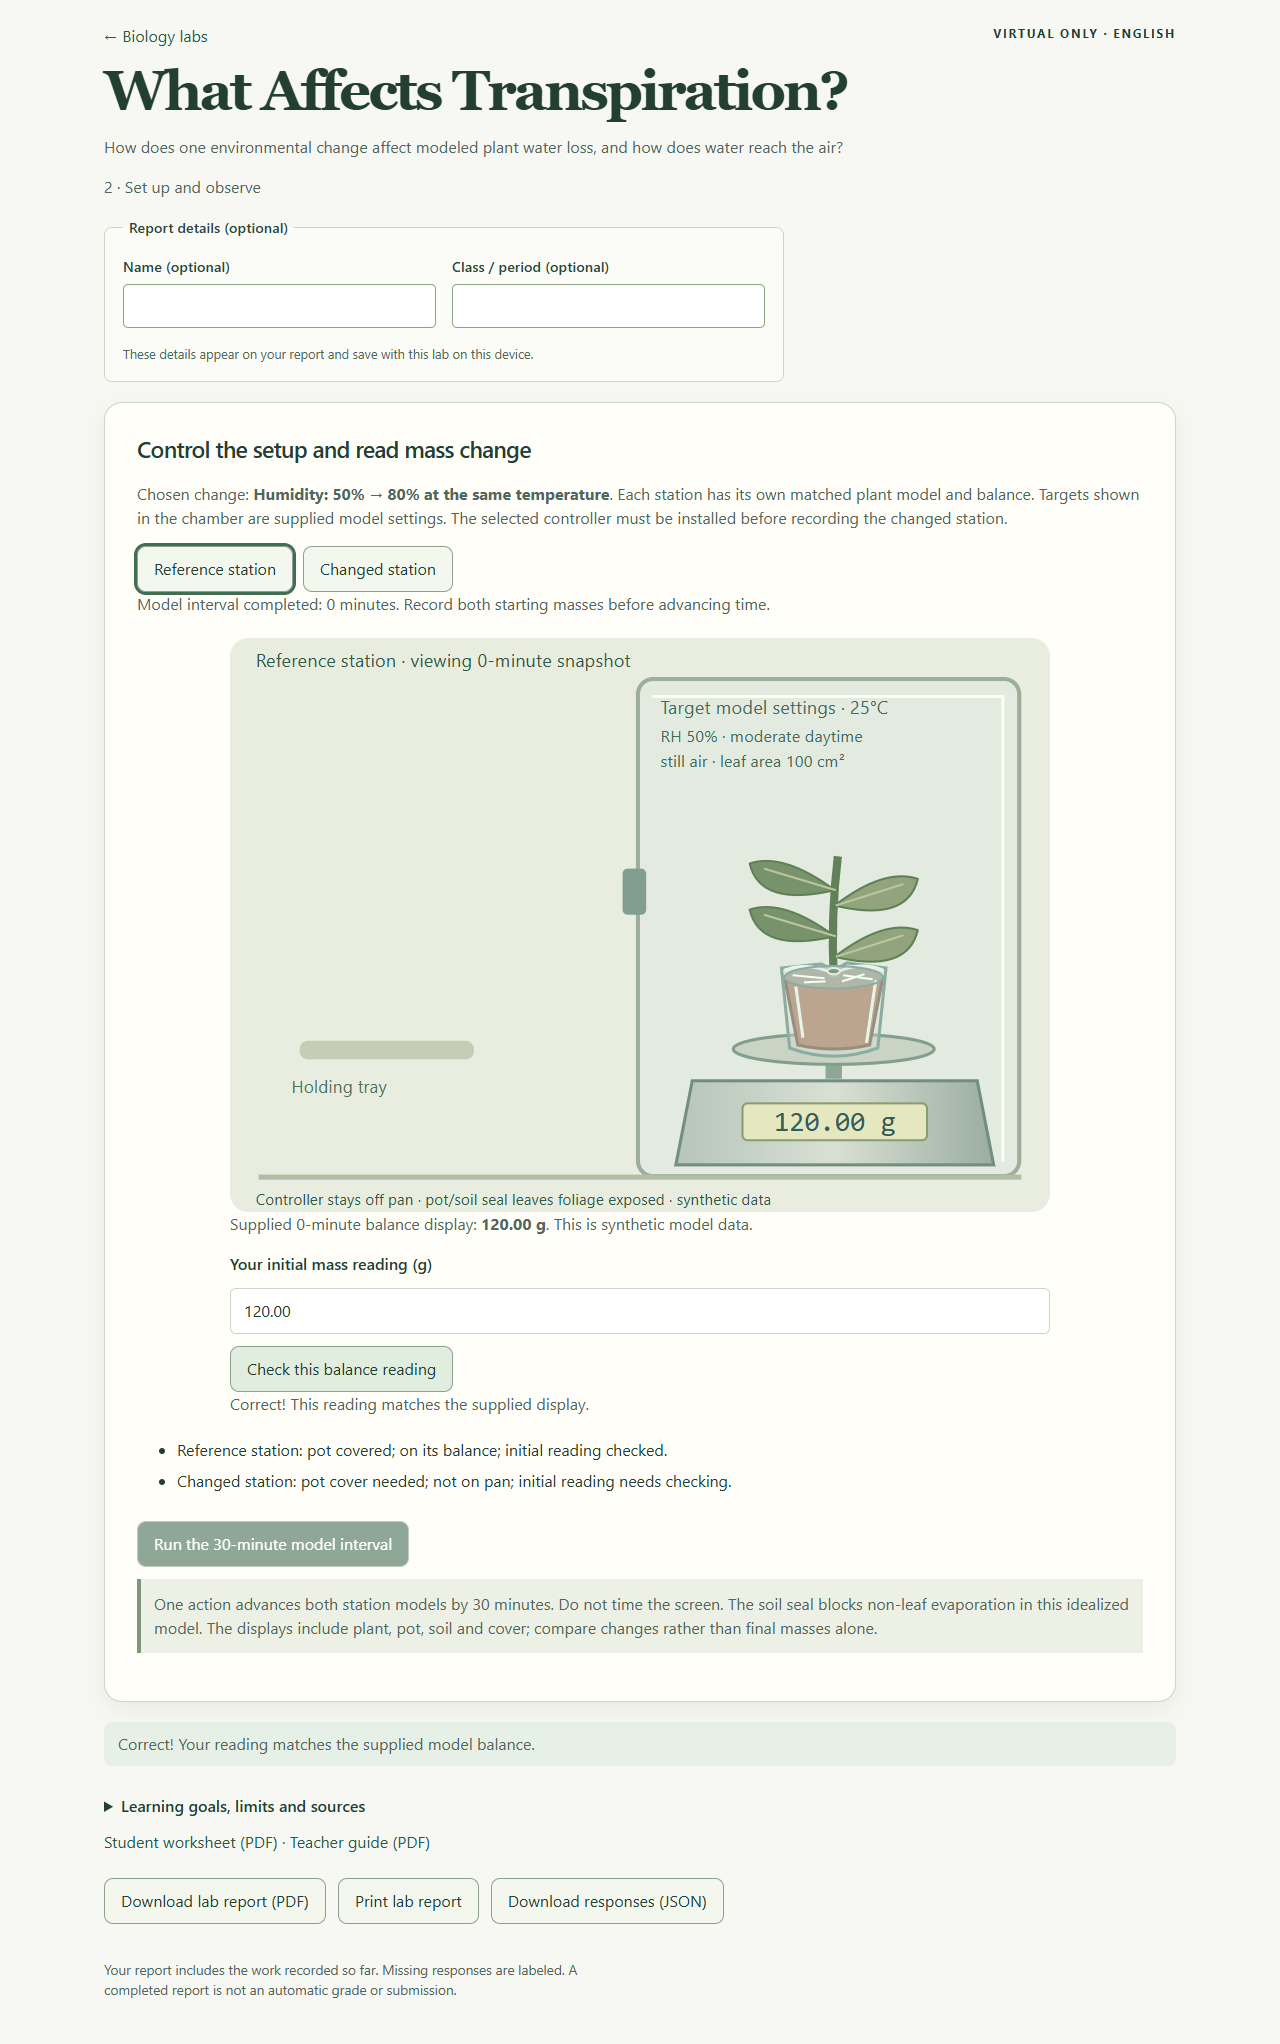 ← Biology labs
VIRTUAL ONLY · ENGLISH
What Affects Transpiration?
How does one environmental change affect modeled plant water loss, and how does water reach the air?
2 · Set up and observe
Report details (optional)
Name (optional)
Class / period (optional)
These details appear on your report and save with this lab on this device.
Control the setup and read mass change
Chosen change: Humidity: 50% → 80% at the same temperature. Each station has its own matched plant model and balance. Targets shown
in the chamber are supplied model settings. The selected controller must be installed before recording the changed station.
Reference station
Changed station
Model interval completed: 0 minutes. Record both starting masses before advancing time.
Reference station · viewing 0-minute snapshot
Target model settings · 25°C
RH 50% · moderate daytime
still air · leaf area 100 cm²
Holding tray
120.00 g
Controller stays off pan · pot/soil seal leaves foliage exposed · synthetic data
Supplied 0-minute balance display: 120.00 g. This is synthetic model data.
Your initial mass reading (g)
120.00
Check this balance reading
Correct! This reading matches the supplied display.
• Reference station: pot covered; on its balance; initial reading checked.
• Changed station: pot cover needed; not on pan; initial reading needs checking.
Run the 30-minute model interval
One action advances both station models by 30 minutes. Do not time the screen. The soil seal blocks non-leaf evaporation in this idealized
model. The displays include plant, pot, soil and cover; compare changes rather than final masses alone.
Correct! Your reading matches the supplied model balance.
▶ Learning goals, limits and sources
Student worksheet (PDF) · Teacher guide (PDF)
Download lab report (PDF)
Print lab report
Download responses (JSON)
Your report includes the work recorded so far. Missing responses are labeled. A
completed report is not an automatic grade or submission.